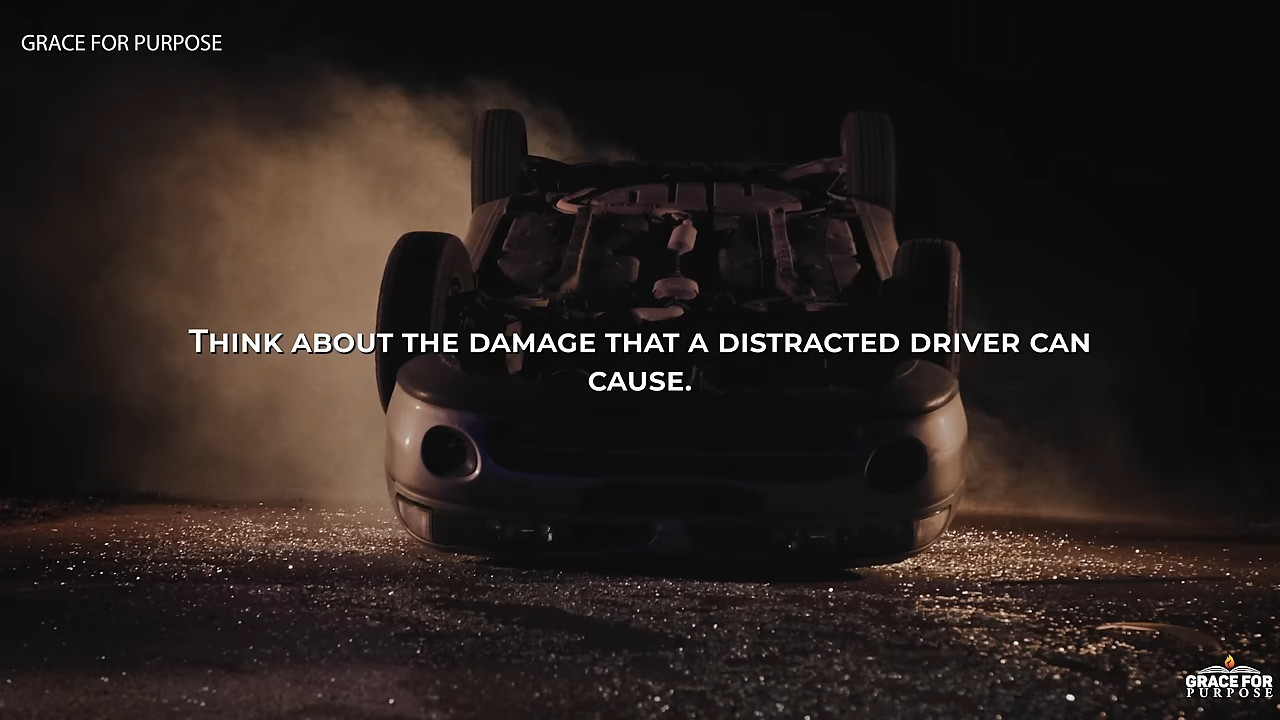 GRACE FOR PURPOSE
Think about the damage that a distracted driver can
cause.
GRACE FOR
PURPOSE